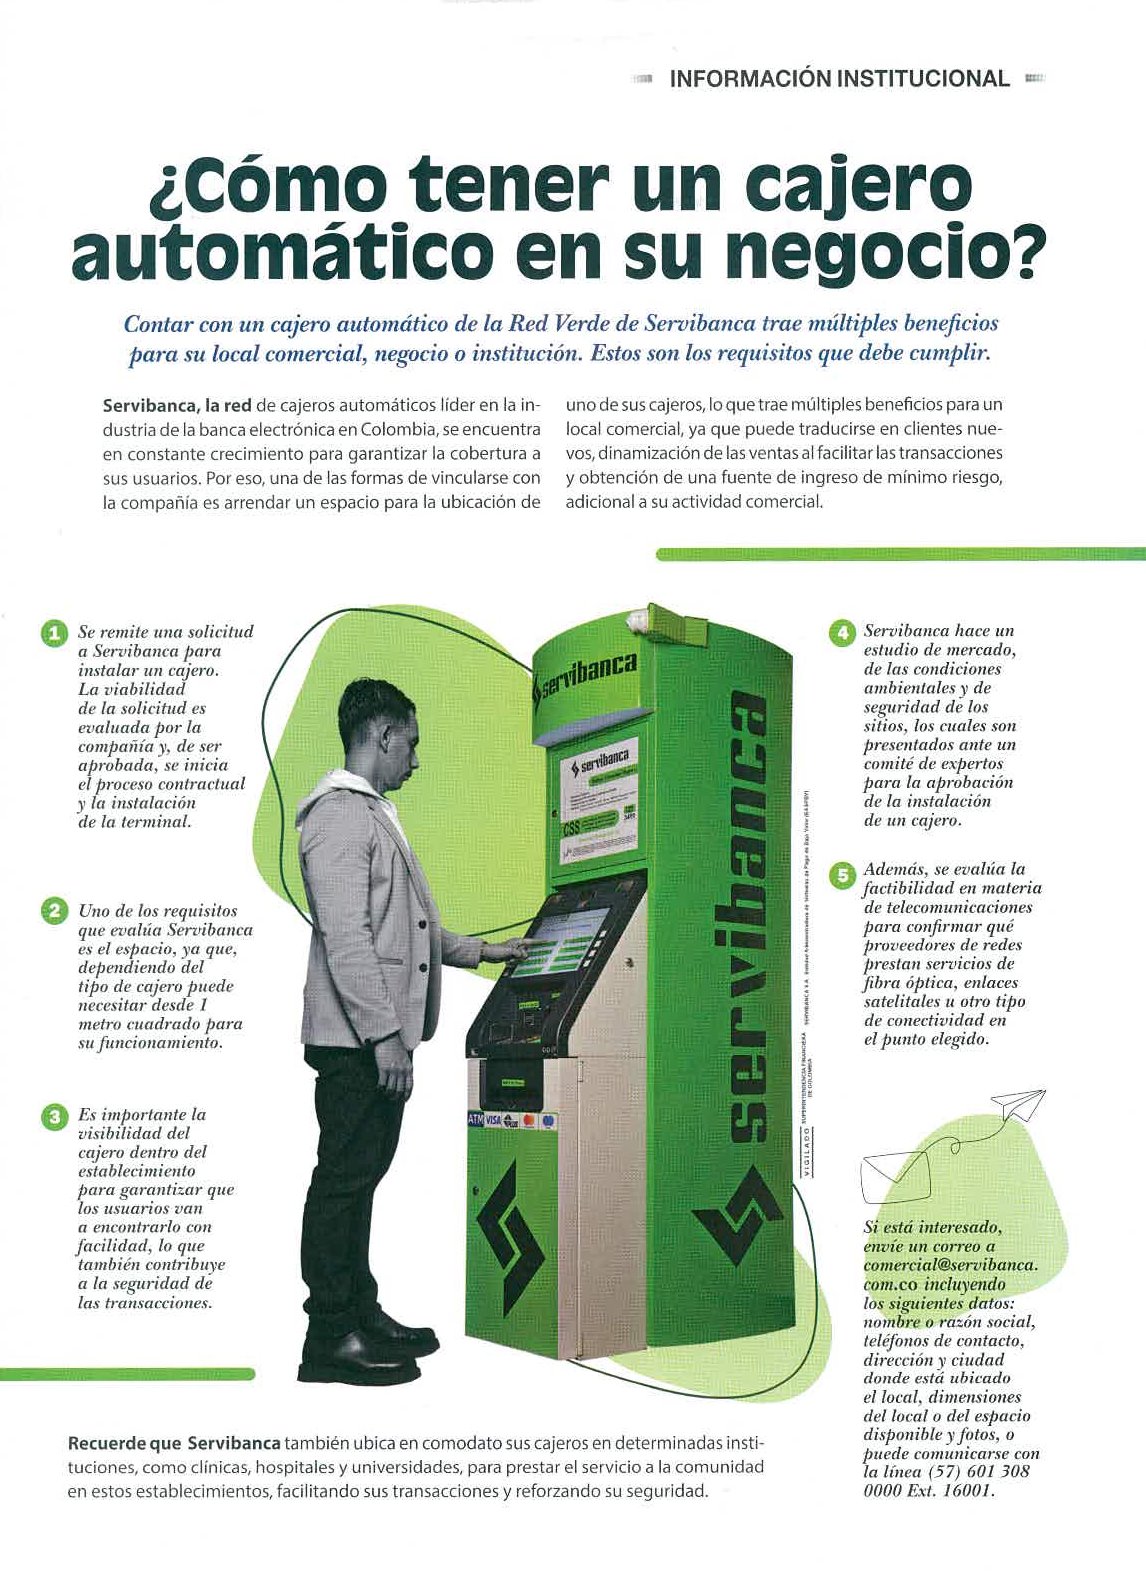 INFORMACIÓN INSTITUCIONAL
¿Cómo tener un cajero
automático en su negocio?
Contar con un cajero automático de la Red Verde de Servibanca trae múltiples beneficios
para su local comercial, negocio o institución. Estos son los requisitos que debe cumplir.
Servibanca, la red de cajeros automáticos líder en la in-
dustria de la banca electrónica en Colombia, se encuentra
en constante crecimiento para garantizar la cobertura a
sus usuarios. Por eso, una de las formas de vincularse con
la compañía es arrendar un espacio para la ubicación de
uno de sus cajeros, lo que trae múltiples beneficios para un
local comercial, ya que puede traducirse en clientes nue-
vos, dinamización de las ventas al facilitar las transacciones
y obtención de una fuente de ingreso de mínimo riesgo,
adicional a su actividad comercial.
1 Se remite una solicitud
a Servibanca para
instalar un cajero.
La viabilidad
de la solicitud es
evaluada por la
compañía y, de ser
aprobada, se inicia
el proceso contractual
y la instalación
de la terminal.
2 Uno de los requisitos
que evalúa Servibanca
es el espacio, ya que,
dependiendo del
tipo de cajero puede
necesitar desde 1
metro cuadrado para
su funcionamiento.
3 Es importante la
visibilidad del
cajero dentro del
establecimiento
para garantizar que
los usuarios van
a encontrarlo con
facilidad, lo que
también contribuye
a la seguridad de
las transacciones.
servibanca
servibanca
CSS
ATM VISA PLUS
servibanca
VIGILADO SUPERINTENDENCIA FINANCIERA
DE COLOMBIA
4 Servibanca hace un
estudio de mercado,
de las condiciones
ambientales y de
seguridad de los
sitios, los cuales son
presentados ante un
comité de expertos
para la aprobación
de la instalación
de un cajero.
5 Además, se evalúa la
factibilidad en materia
de telecomunicaciones
para confirmar qué
proveedores de redes
prestan servicios de
fibra óptica, enlaces
satelitales u otro tipo
de conectividad en
el punto elegido.
Si está interesado,
envíe un correo a
comercial@servibanca.
com.co incluyendo
los siguientes datos:
nombre o razón social,
teléfonos de contacto,
dirección y ciudad
donde está ubicado
el local, dimensiones
del local o del espacio
disponible y fotos, o
puede comunicarse con
la línea (57) 601 308
0000 Ext. 16001.
Recuerde que Servibanca también ubica en comodato sus cajeros en determinadas insti-
tuciones, como clínicas, hospitales y universidades, para prestar el servicio a la comunidad
en estos establecimientos, facilitando sus transacciones y reforzando su seguridad.